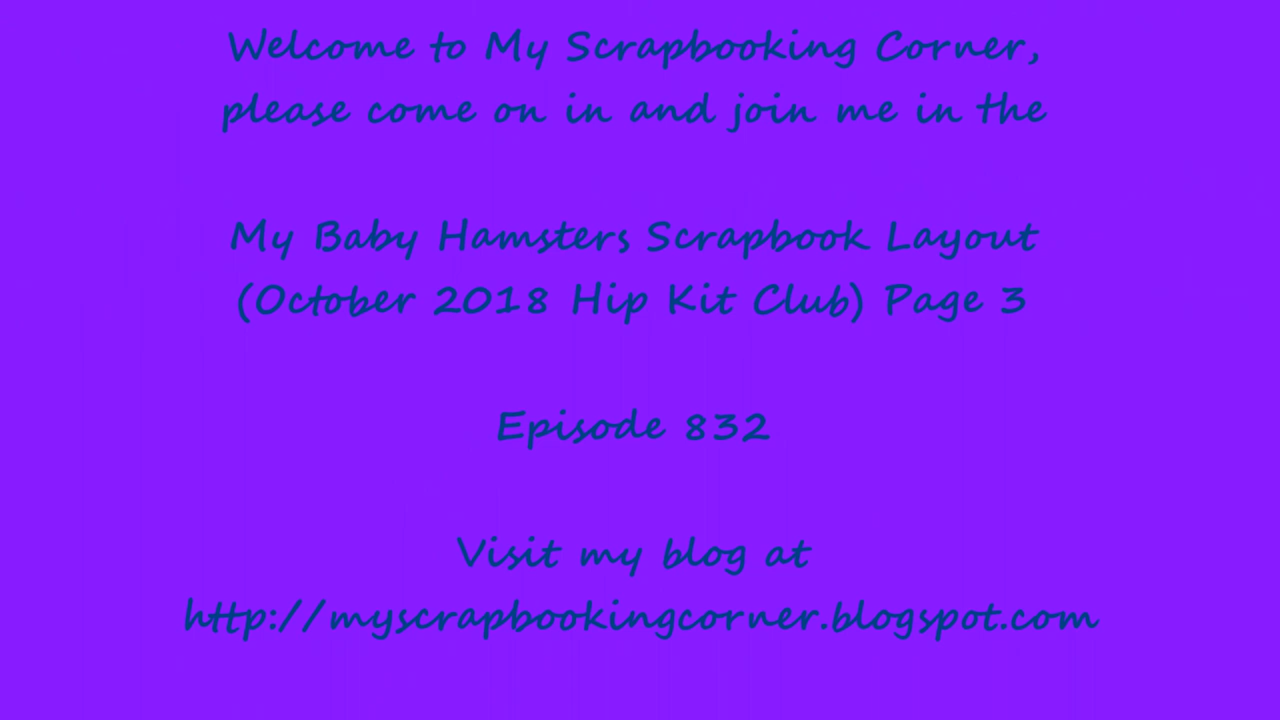 Welcome to My Scrapbooking Corner,
please come on in and join me in the
My Baby Hamsters Scrapbook Layout
(October 2018 Hip Kit Club) Page 3
Episode 832
Visit my blog at
http://myscrapbookingcorner.blogspot.com